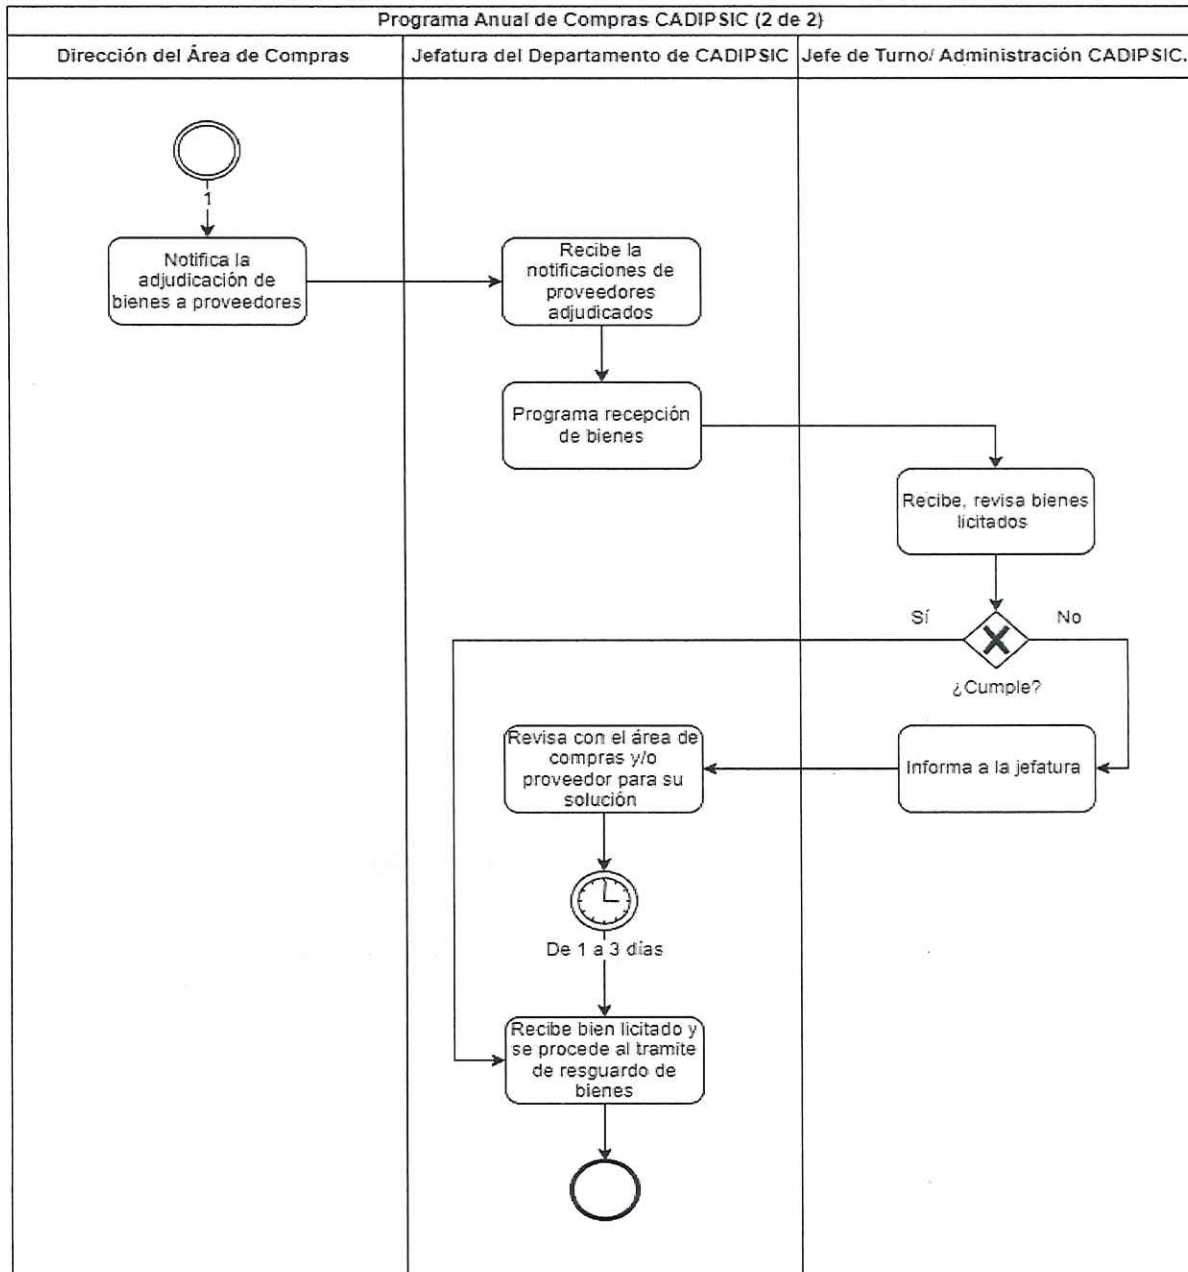 Programa Anual de Compras CADIPSIC (2 de 2)
Dirección del Área de Compras
Jefatura del Departamento de CADIPSIC
Jefe de Turno/ Administración CADIPSIC.
1
Notifica la
adjudicación de
bienes a proveedores
Recibe la
notificaciones de
proveedores
adjudicados
Programa recepción
de bienes
Recibe, revisa bienes
licitados
Sí
No
¿Cumple?
Informa a la jefatura
Revisa con el área de
compras y/o
proveedor para su
solución
De 1 a 3 días
Recibe bien licitado y
se procede al tramite
de resguardo de
bienes